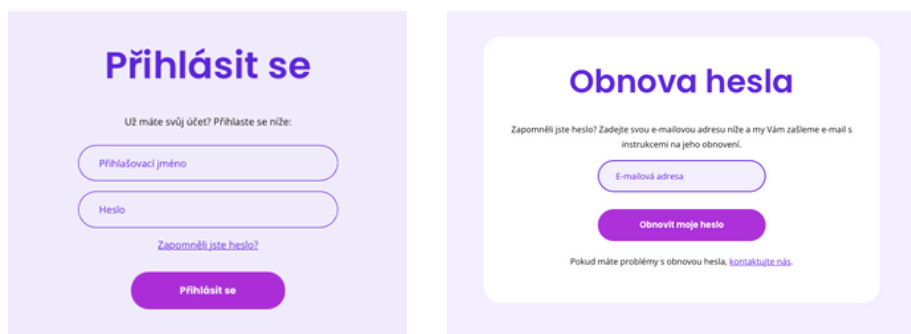 Přihlásit se
Už máte svůj účet? Přihlaste se níže:
Přihlašovací jméno
Heslo
Zapomněli jste heslo?
Přihlásit se
Obnova hesla
Zapomněli jste heslo? Zadejte svou e-mailovou adresu níže a my Vám zašleme e-mail s
instrukcemi na jeho obnovení.
E-mailová adresa
Obnovit moje heslo
Pokud máte problémy s obnovou hesla, kontaktujte nás.